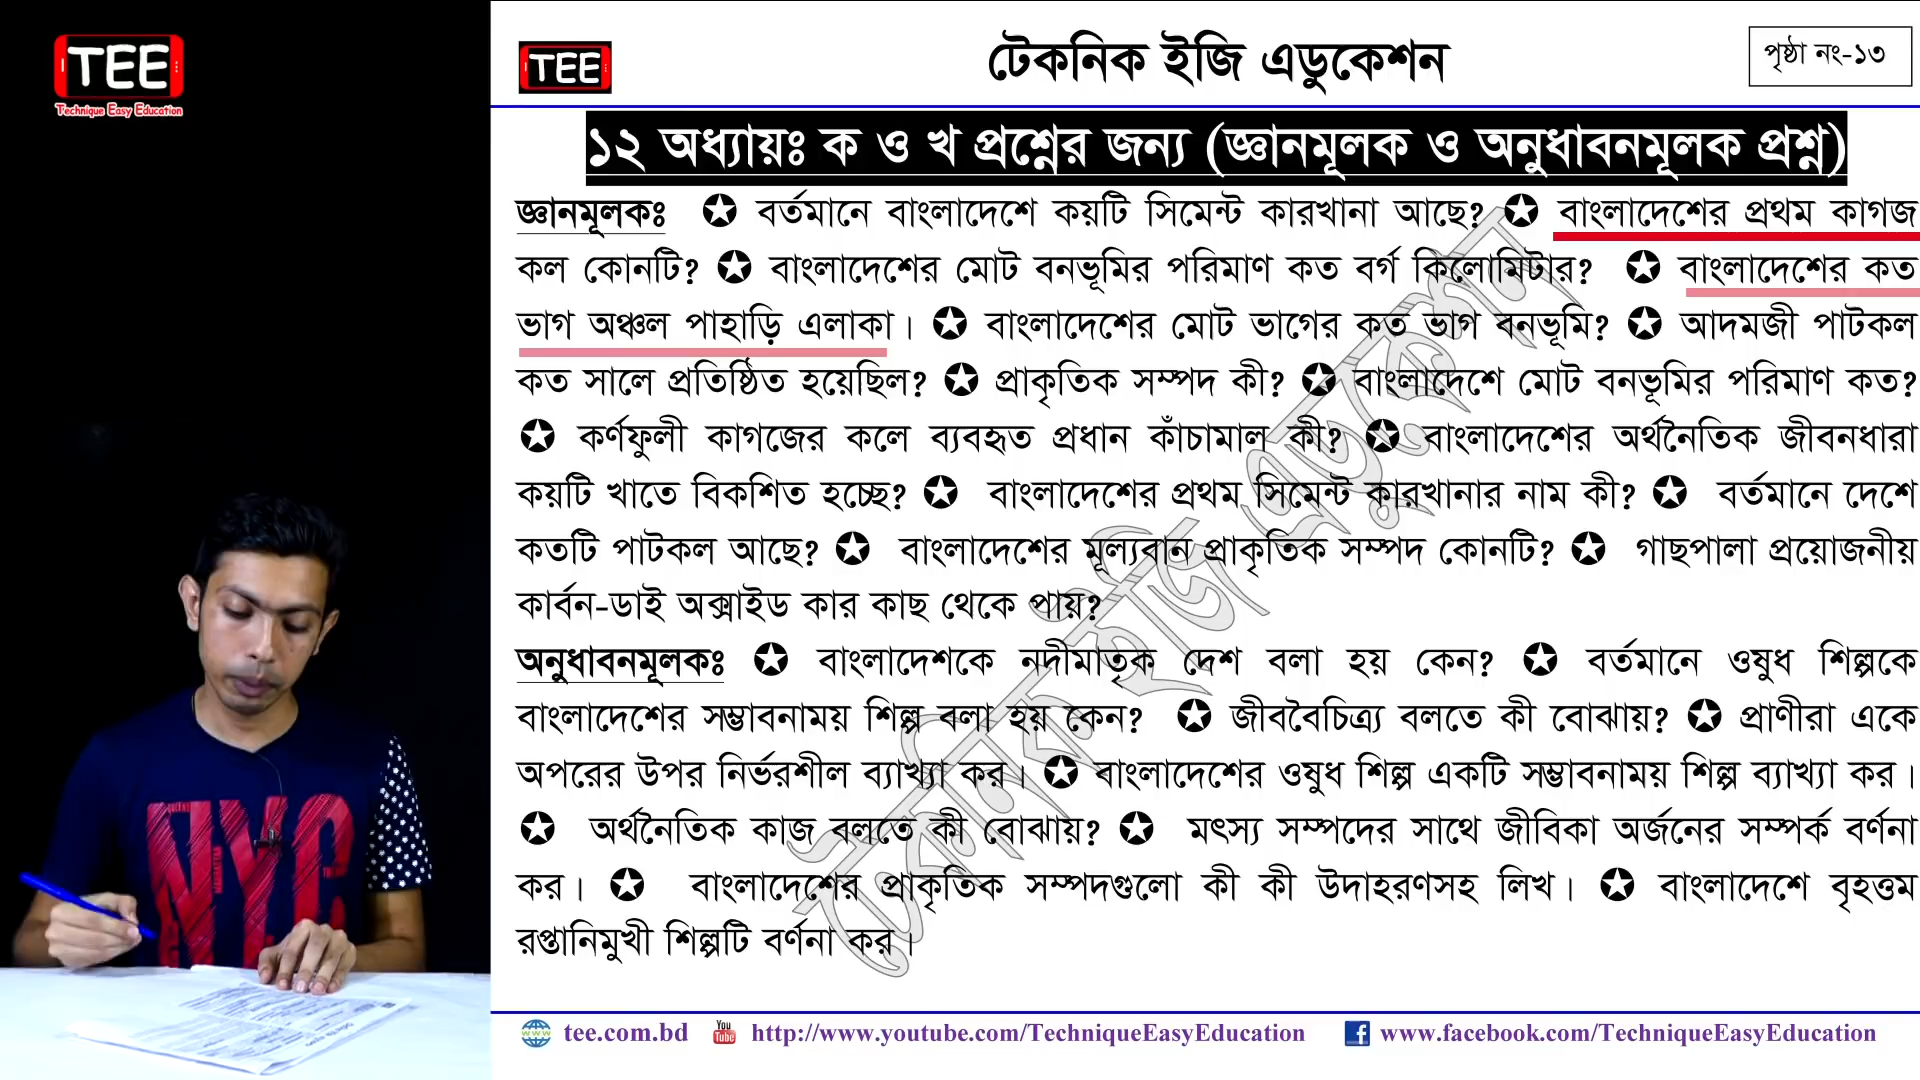 TEE
Technique Easy Education
TEE
টেকনিক ইজি এডুকেশন
পৃষ্ঠা নং-১৩
১২ অধ্যায়ঃ ক ও খ প্রশ্নের জন্য (জ্ঞানমূলক ও অনুধাবনমূলক প্রশ্ন)
জ্ঞানমূলকঃ ✪ বর্তমানে বাংলাদেশে কয়টি সিমেন্ট কারখানা আছে? ✪ বাংলাদেশের প্রথম কাগজ
কল কোনটি? ✪ বাংলাদেশের মোট বনভূমির পরিমাণ কত বর্গ কিলোমিটার? ✪ বাংলাদেশের কত
ভাগ অঞ্চল পাহাড়ি এলাকা। ✪ বাংলাদেশের মোট ভাগের কত ভাগ বনভূমি? ✪ আদমজী পাটকল
কত সালে প্রতিষ্ঠিত হয়েছিল? ✪ প্রাকৃতিক সম্পদ কী? ✪ বাংলাদেশে মোট বনভূমির পরিমাণ কত?
✪ কর্ণফুলী কাগজের কলে ব্যবহৃত প্রধান কাঁচামাল কী? ✪ বাংলাদেশের অর্থনৈতিক জীবনধারা
কয়টি খাতে বিকশিত হচ্ছে? ✪ বাংলাদেশের প্রথম সিমেন্ট কারখানার নাম কী? ✪ বর্তমানে দেশে
কতটি পাটকল আছে? ✪ বাংলাদেশের মূল্যবান প্রাকৃতিক সম্পদ কোনটি? ✪ গাছপালা প্রয়োজনীয়
কার্বন-ডাই অক্সাইড কার কাছ থেকে পায়?
অনুধাবনমূলকঃ ✪ বাংলাদেশকে নদীমাতৃক দেশ বলা হয় কেন? ✪ বর্তমানে ওষুধ শিল্পকে
বাংলাদেশের সম্ভাবনাময় শিল্প বলা হয় কেন? ✪ জীববৈচিত্র্য বলতে কী বোঝায়? ✪ প্রাণীরা একে
অপরের উপর নির্ভরশীল ব্যাখ্যা কর। ✪ বাংলাদেশের ওষুধ শিল্প একটি সম্ভাবনাময় শিল্প ব্যাখ্যা কর।
✪ অর্থনৈতিক কাজ বলতে কী বোঝায়? ✪ মৎস্য সম্পদের সাথে জীবিকা অর্জনের সম্পর্ক বর্ণনা
কর। ✪ বাংলাদেশের প্রাকৃতিক সম্পদগুলো কী কী উদাহরণসহ লিখ। ✪ বাংলাদেশে বৃহত্তম
রপ্তানিমুখী শিল্পটি বর্ণনা কর।
টেকনিক ইজি এডুকেশন
NYC
tee.com.bd You Tube http://www.youtube.com/TechniqueEasyEducation f www.facebook.com/TechniqueEasyEducation